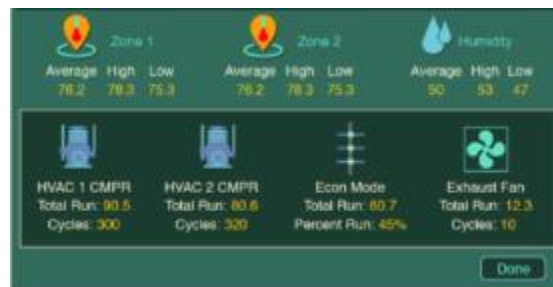 Zone 1 Zone 2 Humidity
Average High Low Average High Low Average High Low
76.2 78.3 75.3 76.2 78.3 75.3 50 53 47
HVAC 1 CMPR HVAC 2 CMPR Econ Mode Exhaust Fan
Total Run: 90.5 Total Run: 80.6 Total Run: 60.7 Total Run: 12.3
Cycles: 300 Cycles: 320 Percent Run: 45% Cycles: 10
Done